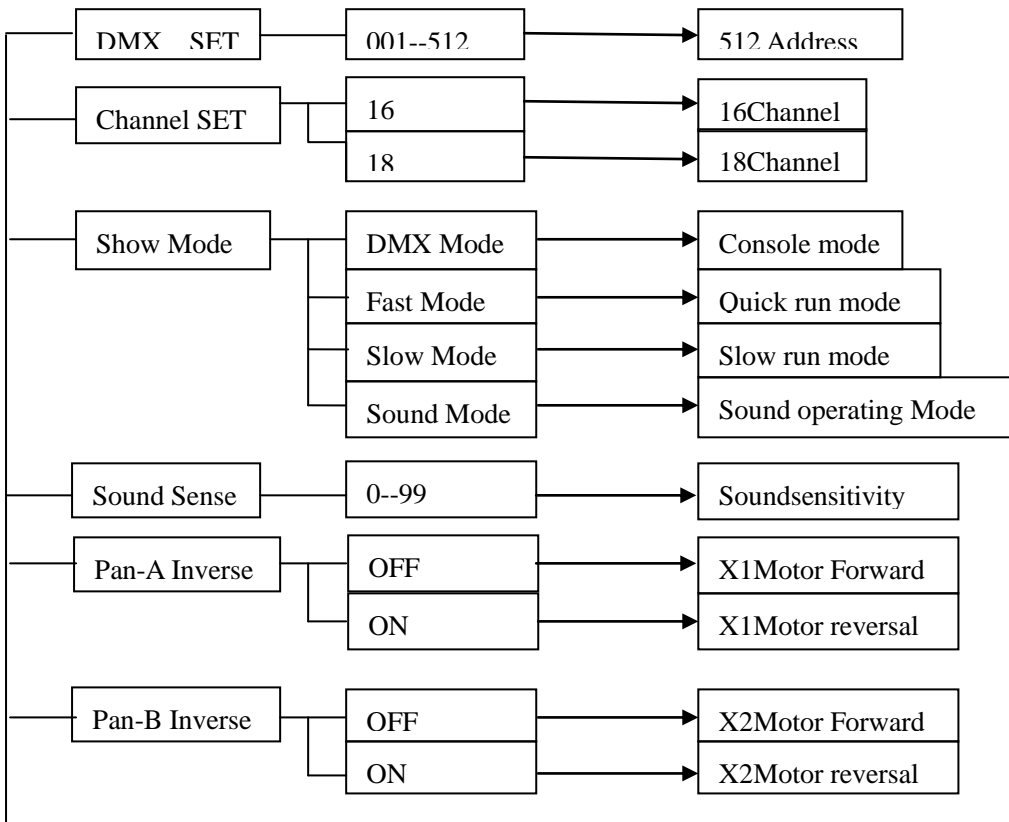 DMX SET 001--512 512 Address
Channel SET 16 16Channel
18 18Channel
Show Mode DMX Mode Console mode
Fast Mode Quick run mode
Slow Mode Slow run mode
Sound Mode Sound operating Mode
Sound Sense 0--99 Soundsensitivity
Pan-A Inverse OFF X1Motor Forward
ON X1Motor reversal
Pan-B Inverse OFF X2Motor Forward
ON X2Motor reversal